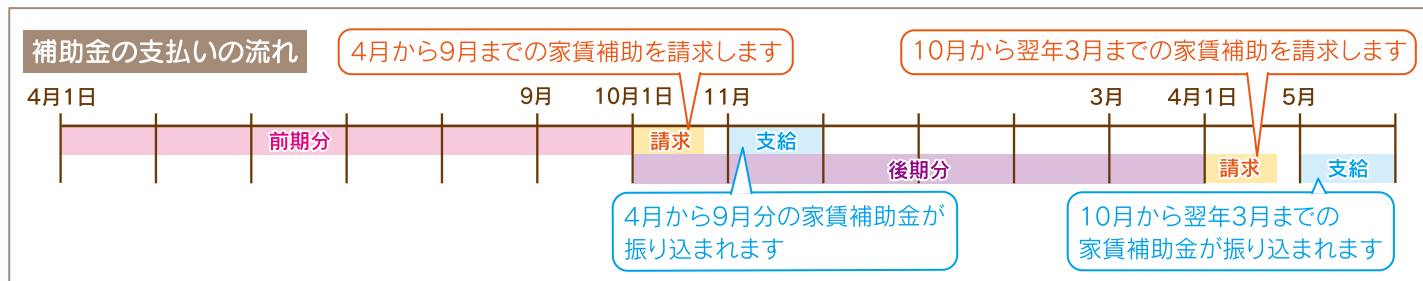 補助金の支払いの流れ
4月から9月までの家賃補助を請求します
10月から翌年3月までの家賃補助を請求します
4月1日
9月
10月1日
11月
3月
4月1日
5月
前期分
請求
支給
後期分
請求
支給
4月から9月分の家賃補助金が
振り込まれます
10月から翌年3月までの
家賃補助金が振り込まれます